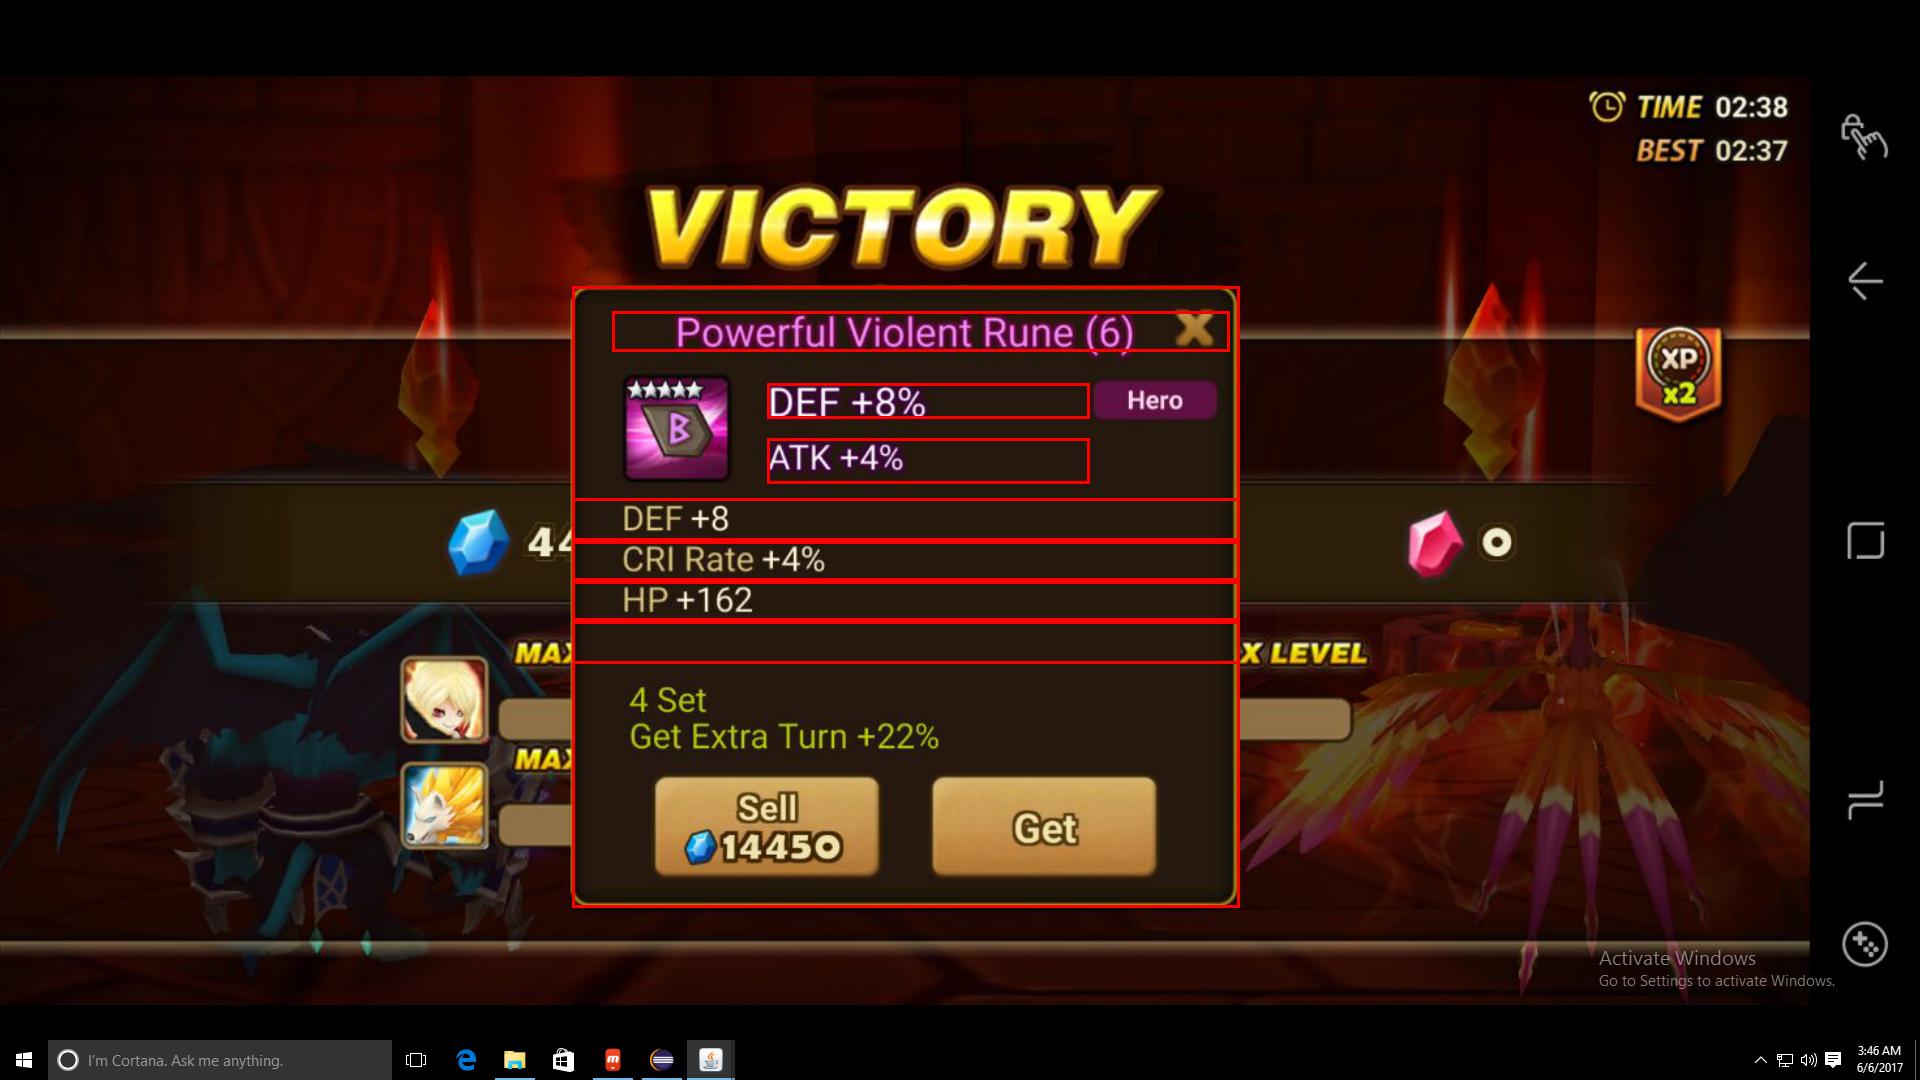 TIME 02:38
BEST 02:37
VICTORY
Powerful Violent Rune (6)
X
XP
x2
DEF +8%
Hero
B
ATK +4%
DEF +8
44
0
CRI Rate +4%
HP +162
MAX
X LEVEL
4 Set
Get Extra Turn +22%
MAX
Sell
14450
Get
Activate Windows
Go to Settings to activate Windows.
I'm Cortana. Ask me anything.
3:46 AM
6/6/2017